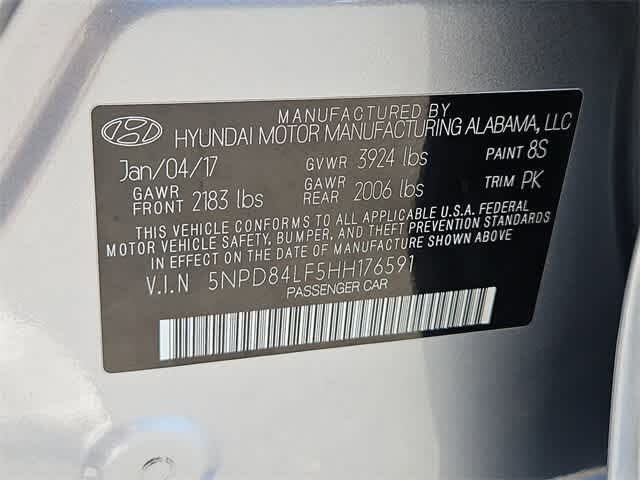 MANUFACTURED BY
HYUNDAI MOTOR MANUFACTURING ALABAMA, LLC
Jan/04/17 GVWR 3924 lbs PAINT 8S
GAWR FRONT 2183 lbs GAWR REAR 2006 lbs TRIM PK
THIS VEHICLE CONFORMS TO ALL APPLICABLE U.S.A. FEDERAL
MOTOR VEHICLE SAFETY, BUMPER, AND THEFT PREVENTION STANDARDS
IN EFFECT ON THE DATE OF MANUFACTURE SHOWN ABOVE.
V.I.N 5NPD84LF5HH176591
PASSENGER CAR